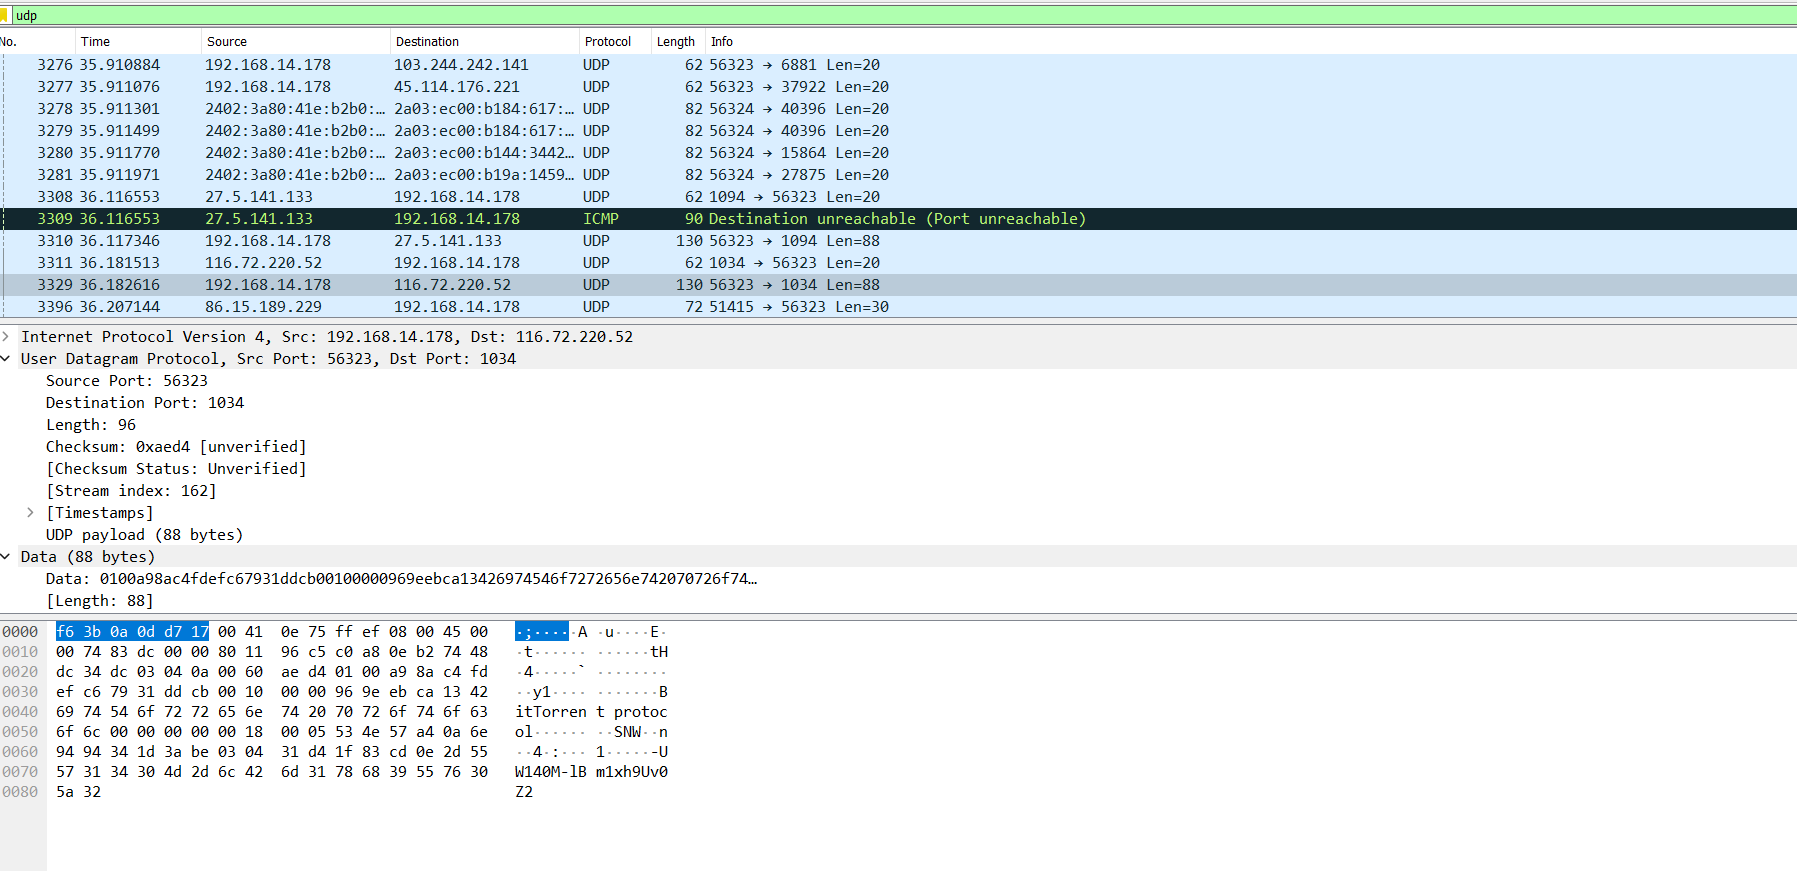 udp
No. Time Source Destination Protocol Length Info
3276 35.910884 192.168.14.178 103.244.242.141 UDP 62 56323 → 6881 Len=20
3277 35.911076 192.168.14.178 45.114.176.221 UDP 62 56323 → 37922 Len=20
3278 35.911301 2402:3a80:41e:b2b0:… 2a03:ec00:b184:617:… UDP 82 56324 → 40396 Len=20
3279 35.911499 2402:3a80:41e:b2b0:… 2a03:ec00:b184:617:… UDP 82 56324 → 40396 Len=20
3280 35.911770 2402:3a80:41e:b2b0:… 2a03:ec00:b144:3442… UDP 82 56324 → 15864 Len=20
3281 35.911971 2402:3a80:41e:b2b0:… 2a03:ec00:b19a:1459… UDP 82 56324 → 27875 Len=20
3308 36.116553 27.5.141.133 192.168.14.178 UDP 62 1094 → 56323 Len=20
3309 36.116553 27.5.141.133 192.168.14.178 ICMP 90 Destination unreachable (Port unreachable)
3310 36.117346 192.168.14.178 27.5.141.133 UDP 130 56323 → 1094 Len=88
3311 36.181513 116.72.220.52 192.168.14.178 UDP 62 1034 → 56323 Len=20
3329 36.182616 192.168.14.178 116.72.220.52 UDP 130 56323 → 1034 Len=88
3396 36.207144 86.15.189.229 192.168.14.178 UDP 72 51415 → 56323 Len=30
Internet Protocol Version 4, Src: 192.168.14.178, Dst: 116.72.220.52
User Datagram Protocol, Src Port: 56323, Dst Port: 1034
Source Port: 56323
Destination Port: 1034
Length: 96
Checksum: 0xaed4 [unverified]
[Checksum Status: Unverified]
[Stream index: 162]
[Timestamps]
UDP payload (88 bytes)
Data (88 bytes)
Data: 0100a98ac4fdefc67931ddcb00100000969eebca13426974546f7272656e742070726f74…
[Length: 88]
0000 f6 3b 0a 0d d7 17 00 41 0e 75 ff ef 08 00 45 00 ·;····A ·u····E·
0010 00 74 83 dc 00 00 80 11 96 c5 c0 a8 0e b2 74 48 ·t······ ······tH
0020 dc 34 dc 03 04 0a 00 60 ae d4 01 00 a9 8a c4 fd ·4·····` ········
0030 ef c6 79 31 dd cb 00 10 00 00 96 9e eb ca 13 42 ··y1···· ·······B
0040 69 74 54 6f 72 72 65 6e 74 20 70 72 6f 74 6f 63 itTorren t protoc
0050 6f 6c 00 00 00 00 00 18 00 05 53 4e 57 a4 0a 6e ol······ ··SNW··n
0060 94 94 34 1d 3a be 03 04 31 d4 1f 83 cd 0e 2d 55 ··4·:··· 1·····-U
0070 57 31 34 30 4d 2d 6c 42 6d 31 78 68 39 55 76 30 W140M-lB m1xh9Uv0
0080 5a 32 Z2